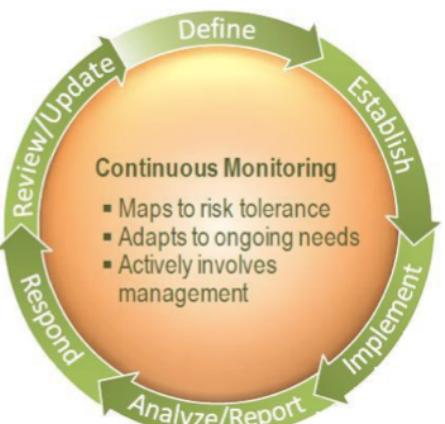 Define
Establish
Implement
Analyze/Report
Respond
Review/Update
Continuous Monitoring
▪ Maps to risk tolerance
▪ Adapts to ongoing needs
▪ Actively involves
management